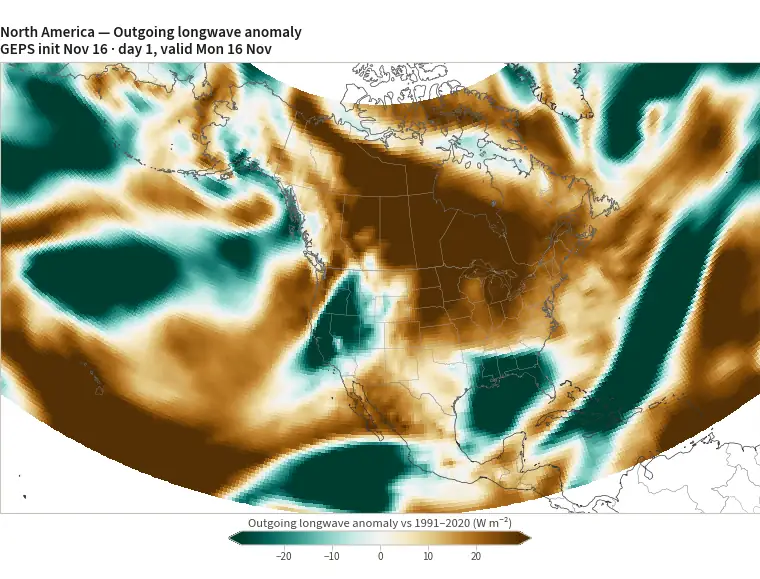 North America — Outgoing longwave anomaly
GEPS init Nov 16 · day 1, valid Mon 16 Nov
Outgoing longwave anomaly vs 1991–2020 (W m⁻²)
−20 −10 0 10 20